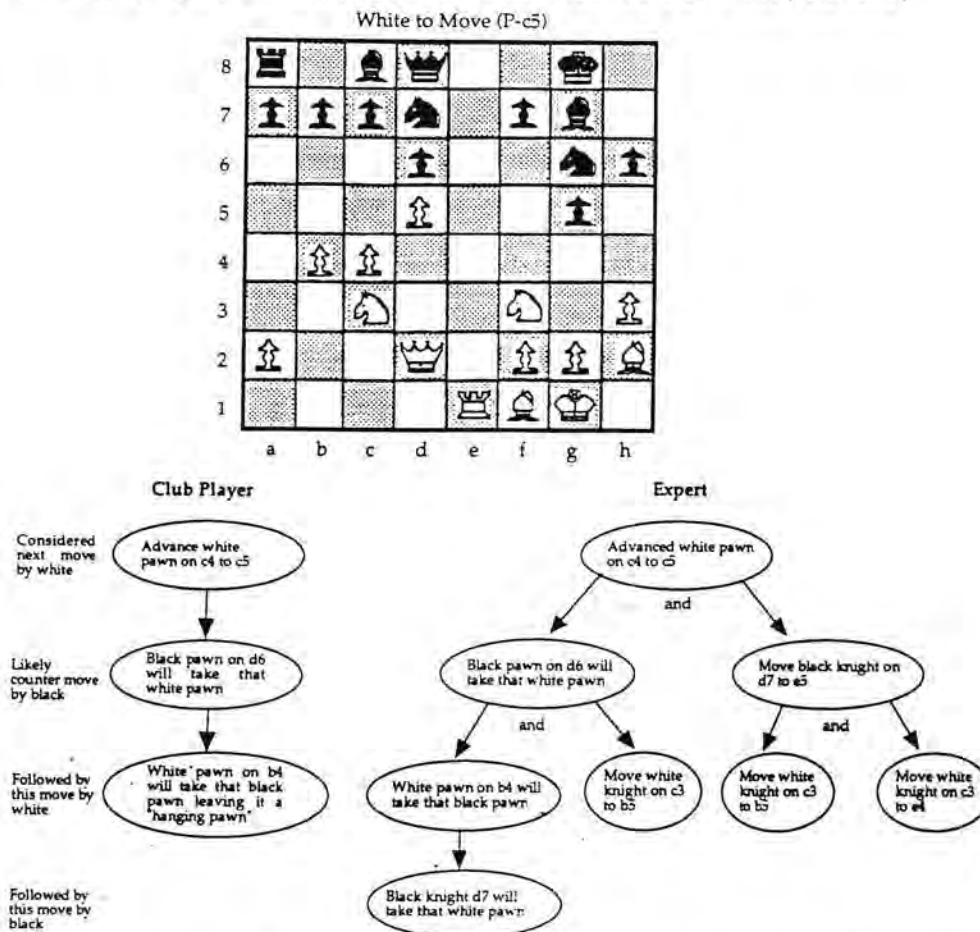 White to Move (P-c5)
8
7
6
5
4
3
2
1
a b c d e f g h
Club Player
Expert
Considered
next move
by white
Advance white
pawn on c4 to c5
Advanced white pawn
on c4 to c5
and
Likely
counter move
by black
Black pawn on d6
will take that
white pawn
Black pawn on d6 will
take that white pawn
Move black knight on
d7 to e5
and
and
Followed by
this move by
white
White pawn on b4
will take that black
pawn leaving it a
"hanging pawn"
White pawn on b4 will
take that black pawn
Move white
knight on c3
to b5
Move white
knight on c3
to b5
Move white
knight on c3
to e4
Followed by
this move by
black
Black knight d7 will
take that white pawn